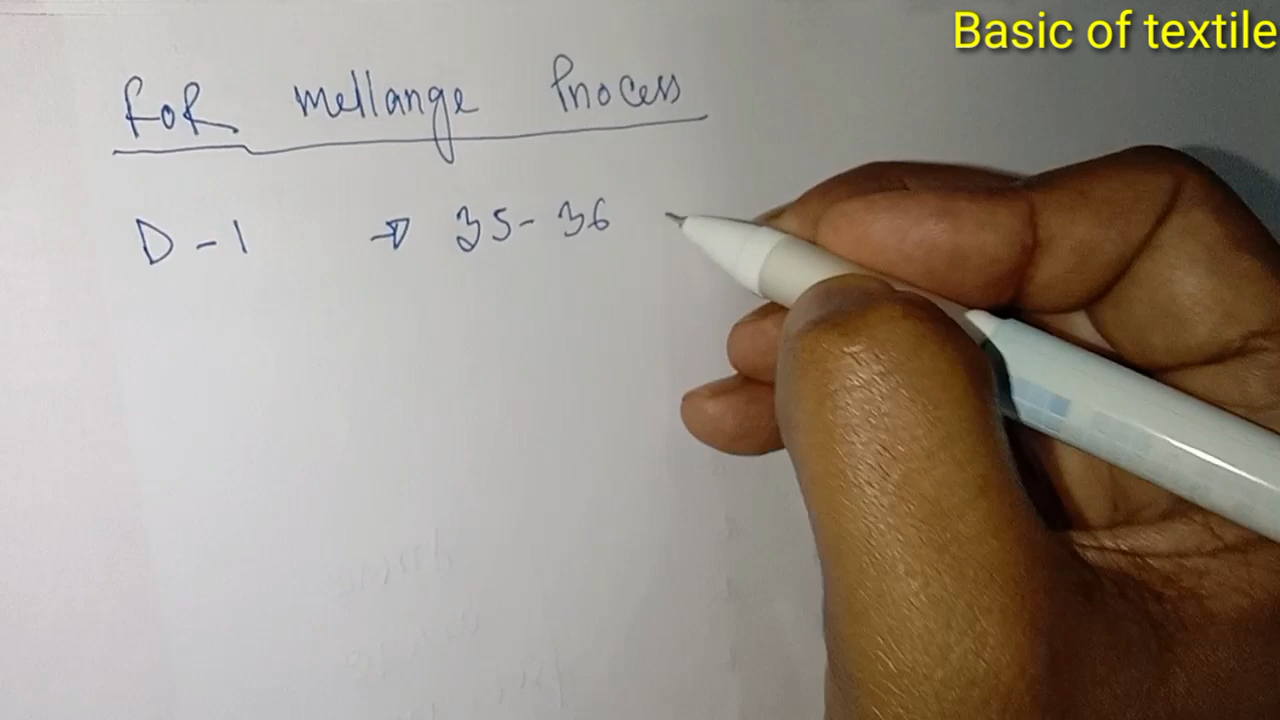 Basic of textile
FoR mellange Process
D - 1 → 35 - 36